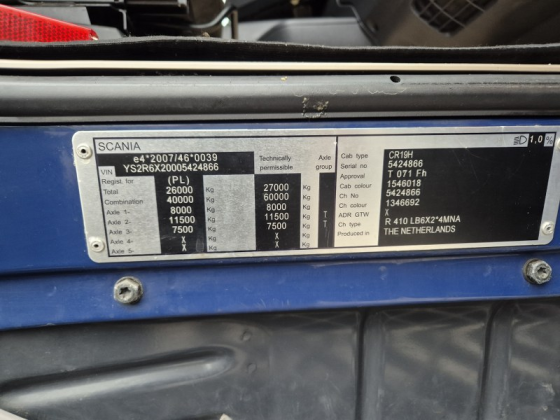 SCANIA
e4*2007/46*0039
VIN YS2R6X20005424866
Technically permissible
Axle group
Regist. for (PL)
Total 26000 Kg 27000 Kg
Combination 40000 Kg 60000 Kg
Axle 1- 8000 Kg 8000 Kg
Axle 2- 11500 Kg 11500 Kg T
Axle 3- 7500 Kg 7500 Kg T
Axle 4- X X
Axle 5- X X
1,0 %
Cab type CR19H
Serial no 5424866
Approval T 071 Fh
Cab colour 1546018
Ch No 5424866
Ch colour 1346692
ADR GTW X
Ch type R 410 LB6X2*4MNA
Produced in THE NETHERLANDS